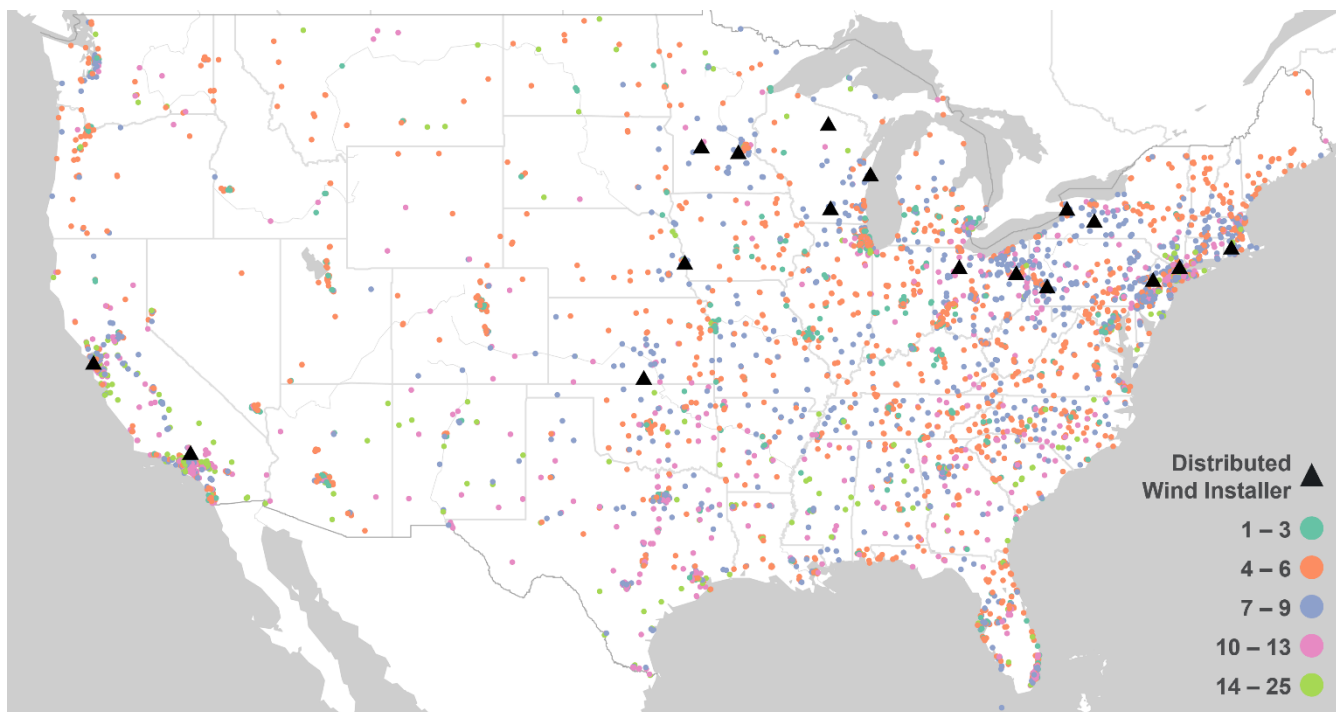 Distributed
Wind Installer
1 – 3
4 – 6
7 – 9
10 – 13
14 – 25